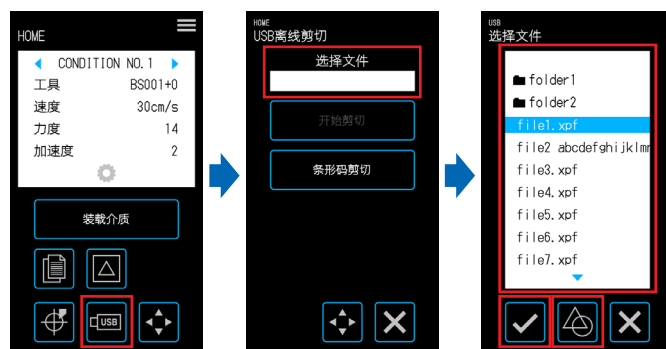 HOME
CONDITION NO. 1
工具 BS001+0
速度 30cm/s
力度 14
加速度 2
装载介质
USB
HOME
USB离线剪切
选择文件
开始剪切
条形码剪切
USB
选择文件
folder1
folder2
file1.xpf
file2 abcdefghijklm
file3.xpf
file4.xpf
file5.xpf
file6.xpf
file7.xpf